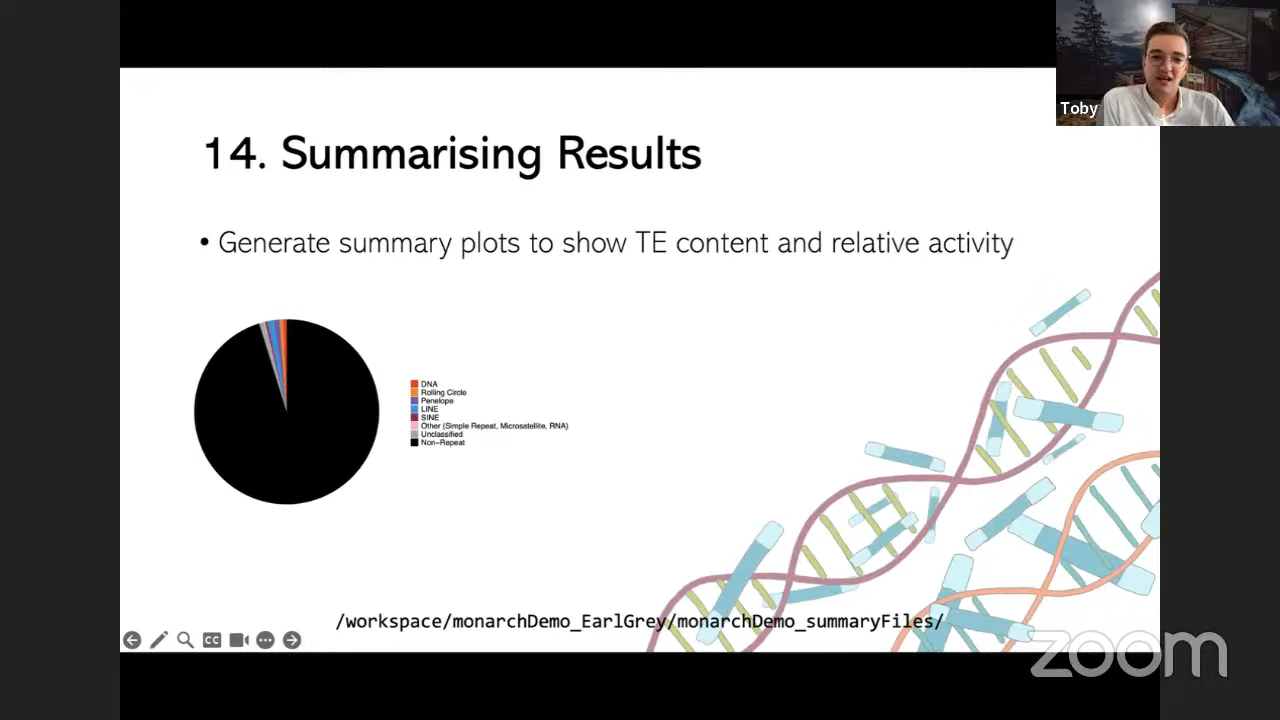 Toby
14. Summarising Results
• Generate summary plots to show TE content and relative activity
DNA
Rolling Circle
Penelope
LINE
SINE
Other (Simple Repeat, Microsatellite, RNA)
Unclassified
Non-Repeat
/workspace/monarchDemo_EarlGrey/monarchDemo_summaryFiles/
CC
zoom